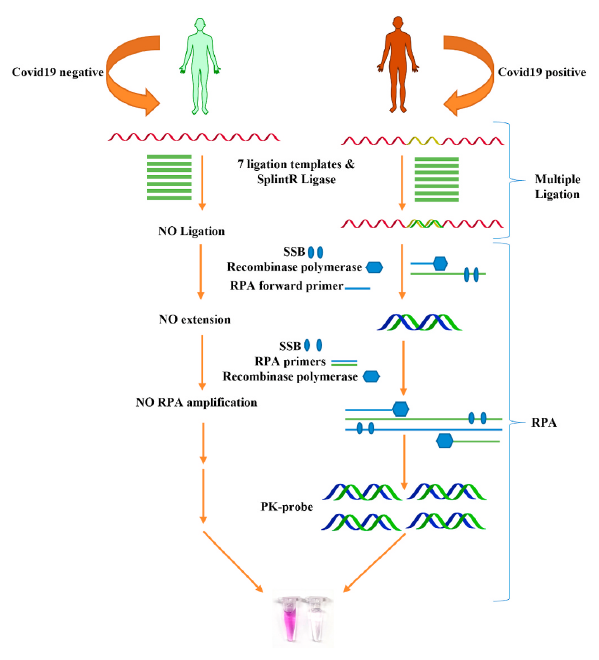 Covid19 negative
Covid19 positive
7 ligation templates &
SplintR Ligase
Multiple
Ligation
NO Ligation
SSB
Recombinase polymerase
RPA forward primer
NO extension
SSB
RPA primers
Recombinase polymerase
NO RPA amplification
RPA
PK-probe